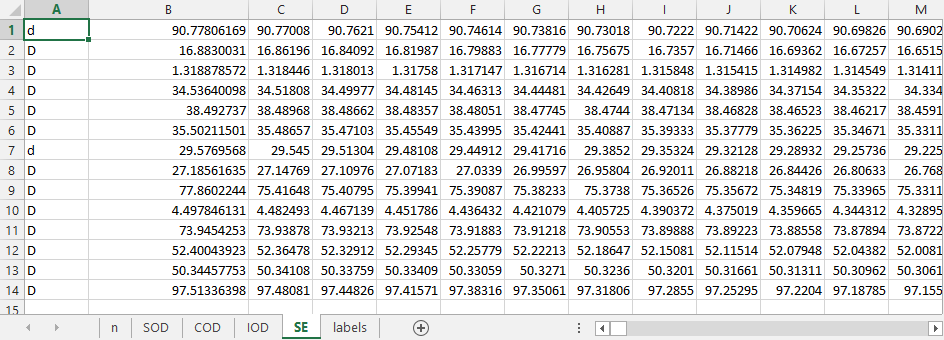 A B C D E F G H I J K L M
1 d 90.77806169 90.77008 90.7621 90.75412 90.74614 90.73816 90.73018 90.7222 90.71422 90.70624 90.69826 90.6902
2 D 16.8830031 16.86196 16.84092 16.81987 16.79883 16.77779 16.75675 16.7357 16.71466 16.69362 16.67257 16.6515
3 D 1.318878572 1.318446 1.318013 1.31758 1.317147 1.316714 1.316281 1.315848 1.315415 1.314982 1.314549 1.31411
4 D 34.53640098 34.51808 34.49977 34.48145 34.46313 34.44481 34.42649 34.40818 34.38986 34.37154 34.35322 34.334
5 D 38.492737 38.48968 38.48662 38.48357 38.48051 38.47745 38.4744 38.47134 38.46828 38.46523 38.46217 38.4591
6 D 35.50211501 35.48657 35.47103 35.45549 35.43995 35.42441 35.40887 35.39333 35.37779 35.36225 35.34671 35.3311
7 d 29.5769568 29.545 29.51304 29.48108 29.44912 29.41716 29.3852 29.35324 29.32128 29.28932 29.25736 29.225
8 D 27.18561635 27.14769 27.10976 27.07183 27.0339 26.99597 26.95804 26.92011 26.88218 26.84426 26.80633 26.768
9 D 77.8602244 75.41648 75.40795 75.39941 75.39087 75.38233 75.3738 75.36526 75.35672 75.34819 75.33965 75.3311
10 D 4.497846131 4.482493 4.467139 4.451786 4.436432 4.421079 4.405725 4.390372 4.375019 4.359665 4.344312 4.32895
11 D 73.9454253 73.93878 73.93213 73.92548 73.91883 73.91218 73.90553 73.89888 73.89223 73.88558 73.87894 73.8722
12 D 52.40043923 52.36478 52.32912 52.29345 52.25779 52.22213 52.18647 52.15081 52.11514 52.07948 52.04382 52.0081
13 D 50.34457753 50.34108 50.33759 50.33409 50.33059 50.3271 50.3236 50.3201 50.31661 50.31311 50.30962 50.3061
14 D 97.51336398 97.48081 97.44826 97.41571 97.38316 97.35061 97.31806 97.2855 97.25295 97.2204 97.18785 97.155
15
n SOD COD IOD SE labels